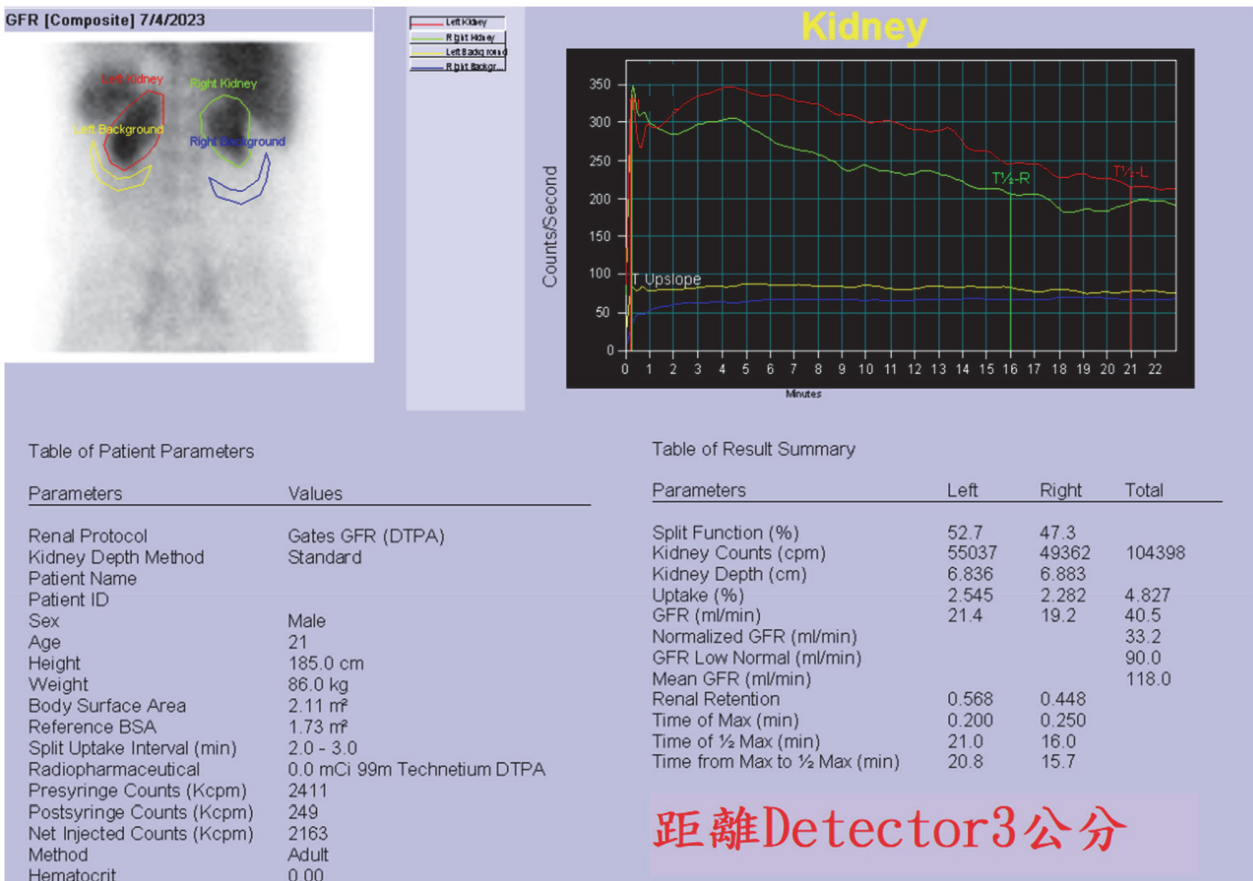 GFR [Composite] 7/4/2023
Left Kidney
Right Kidney
Left Background
Right Background
Left Kidney
Right Kidney
Left Background
Right Backgr...
Kidney
Counts/Second
350
300
250
200
150
100
50
0
T Upslope
T½-R
T½-L
0 1 2 3 4 5 6 7 8 9 10 11 12 13 14 15 16 17 18 19 20 21 22
Minutes
Table of Patient Parameters
Parameters Values
Renal Protocol Gates GFR (DTPA)
Kidney Depth Method Standard
Patient Name
Patient ID
Sex Male
Age 21
Height 185.0 cm
Weight 86.0 kg
Body Surface Area 2.11 m²
Reference BSA 1.73 m²
Split Uptake Interval (min) 2.0 - 3.0
Radiopharmaceutical 0.0 mCi 99m Technetium DTPA
Presyringe Counts (Kcpm) 2411
Postsyringe Counts (Kcpm) 249
Net Injected Counts (Kcpm) 2163
Method Adult
Hematocrit 0.00
Table of Result Summary
Parameters Left Right Total
Split Function (%) 52.7 47.3
Kidney Counts (cpm) 55037 49362 104398
Kidney Depth (cm) 6.836 6.883
Uptake (%) 2.545 2.282 4.827
GFR (ml/min) 21.4 19.2 40.5
Normalized GFR (ml/min) 33.2
GFR Low Normal (ml/min) 90.0
Mean GFR (ml/min) 118.0
Renal Retention 0.568 0.448
Time of Max (min) 0.200 0.250
Time of ½ Max (min) 21.0 16.0
Time from Max to ½ Max (min) 20.8 15.7
距離Detector3公分